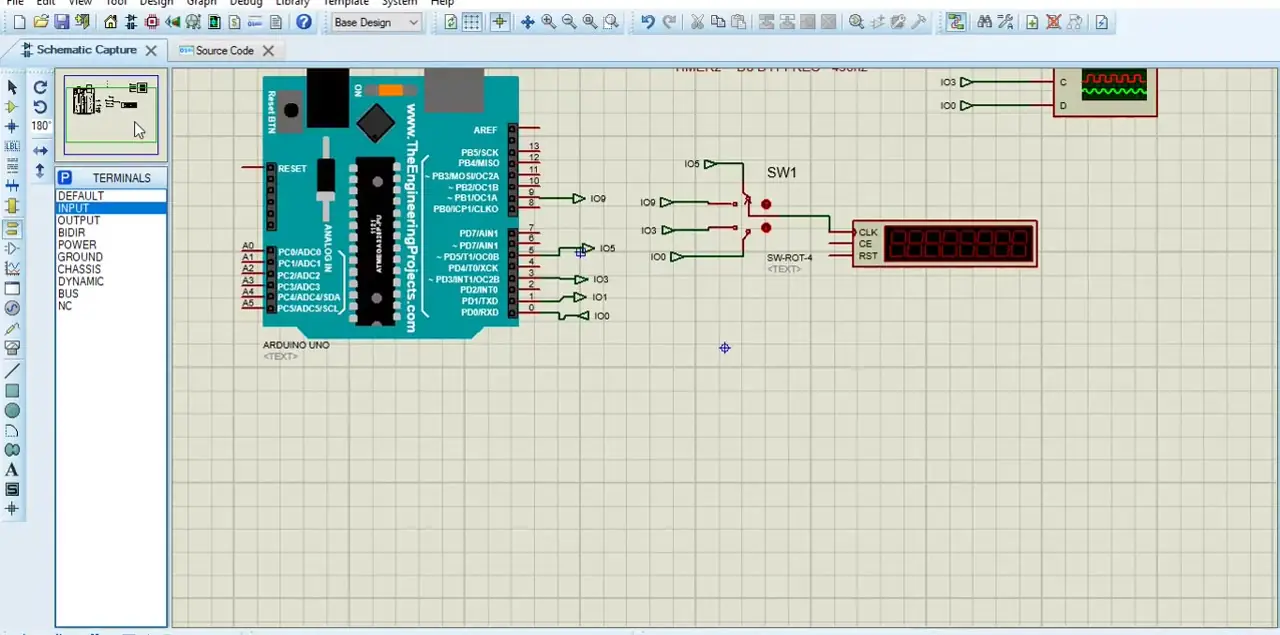 File Edit View Tool Design Graph Debug Library Template System Help
Base Design
Schematic Capture
Source Code
180°
LBL
P TERMINALS
DEFAULT
INPUT
OUTPUT
BIDIR
POWER
GROUND
CHASSIS
DYNAMIC
BUS
NC
A
S
Reset BTN
ON
www.TheEngineeringProjects.com
ATMEGA328P-PU
ANALOG IN
RESET
A0
A1
A2
A3
A4
A5
PC0/ADC0
PC1/ADC1
PC2/ADC2
PC3/ADC3
PC4/ADC4/SDA
PC5/ADC5/SCL
AREF
PB5/SCK
PB4/MISO
~ PB3/MOSI/OC2A
~ PB2/OC1B
~ PB1/OC1A
PB0/ICP1/CLKO
PD7/AIN1
~ PD7/AIN1
~ PD5/T1/OC0B
PD4/T0/XCK
~ PD3/INT1/OC2B
PD2/INT0
PD1/TXD
PD0/RXD
13
12
11
10
9
8
7
6
5
4
3
2
1
0
IO9
IO5
IO3
IO1
IO0
ARDUINO UNO
<TEXT>
IO5
IO9
IO3
IO0
SW1
SW-ROT-4
<TEXT>
CLK
CE
RST
IO3
IO0
C
D